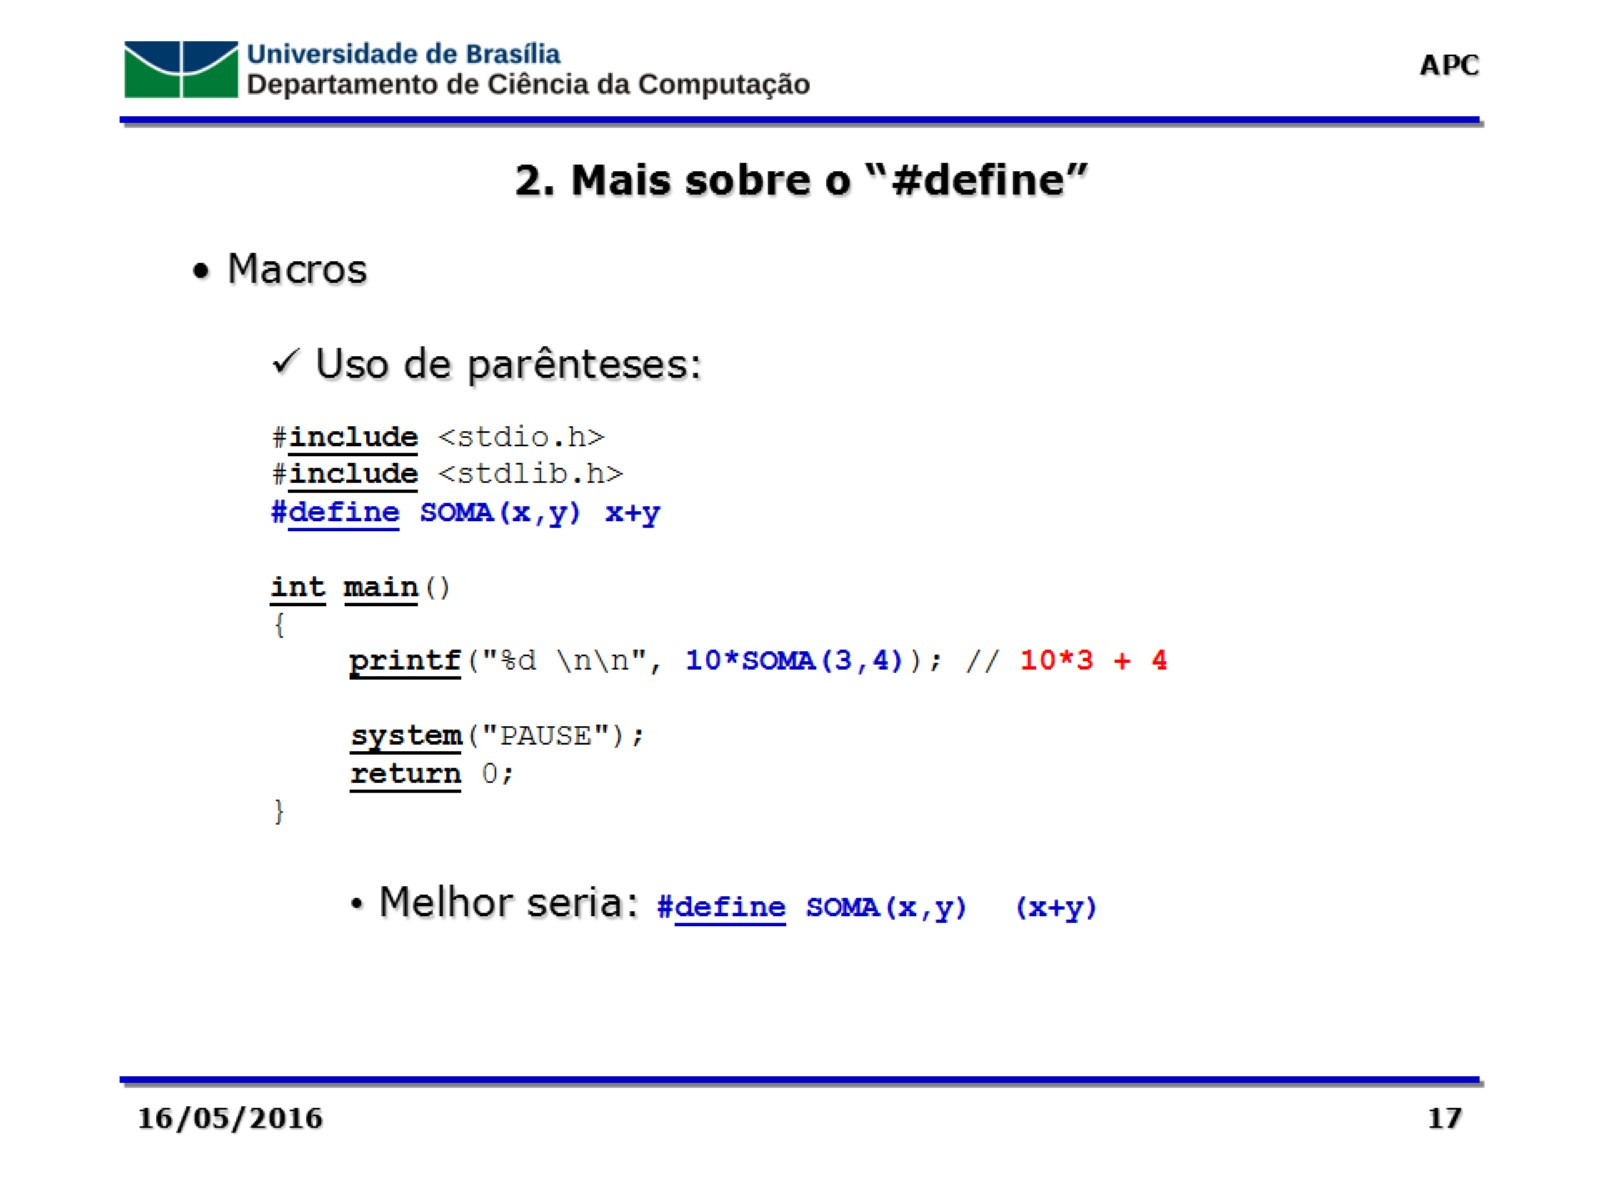 Universidade de Brasília
Departamento de Ciência da Computação
APC
2. Mais sobre o “#define”
• Macros
✓ Uso de parênteses:
#include <stdio.h>
#include <stdlib.h>
#define SOMA(x,y) x+y
int main()
{
printf("%d \n\n", 10*SOMA(3,4)); // 10*3 + 4
system("PAUSE");
return 0;
}
• Melhor seria: #define SOMA(x,y) (x+y)
16/05/2016
17